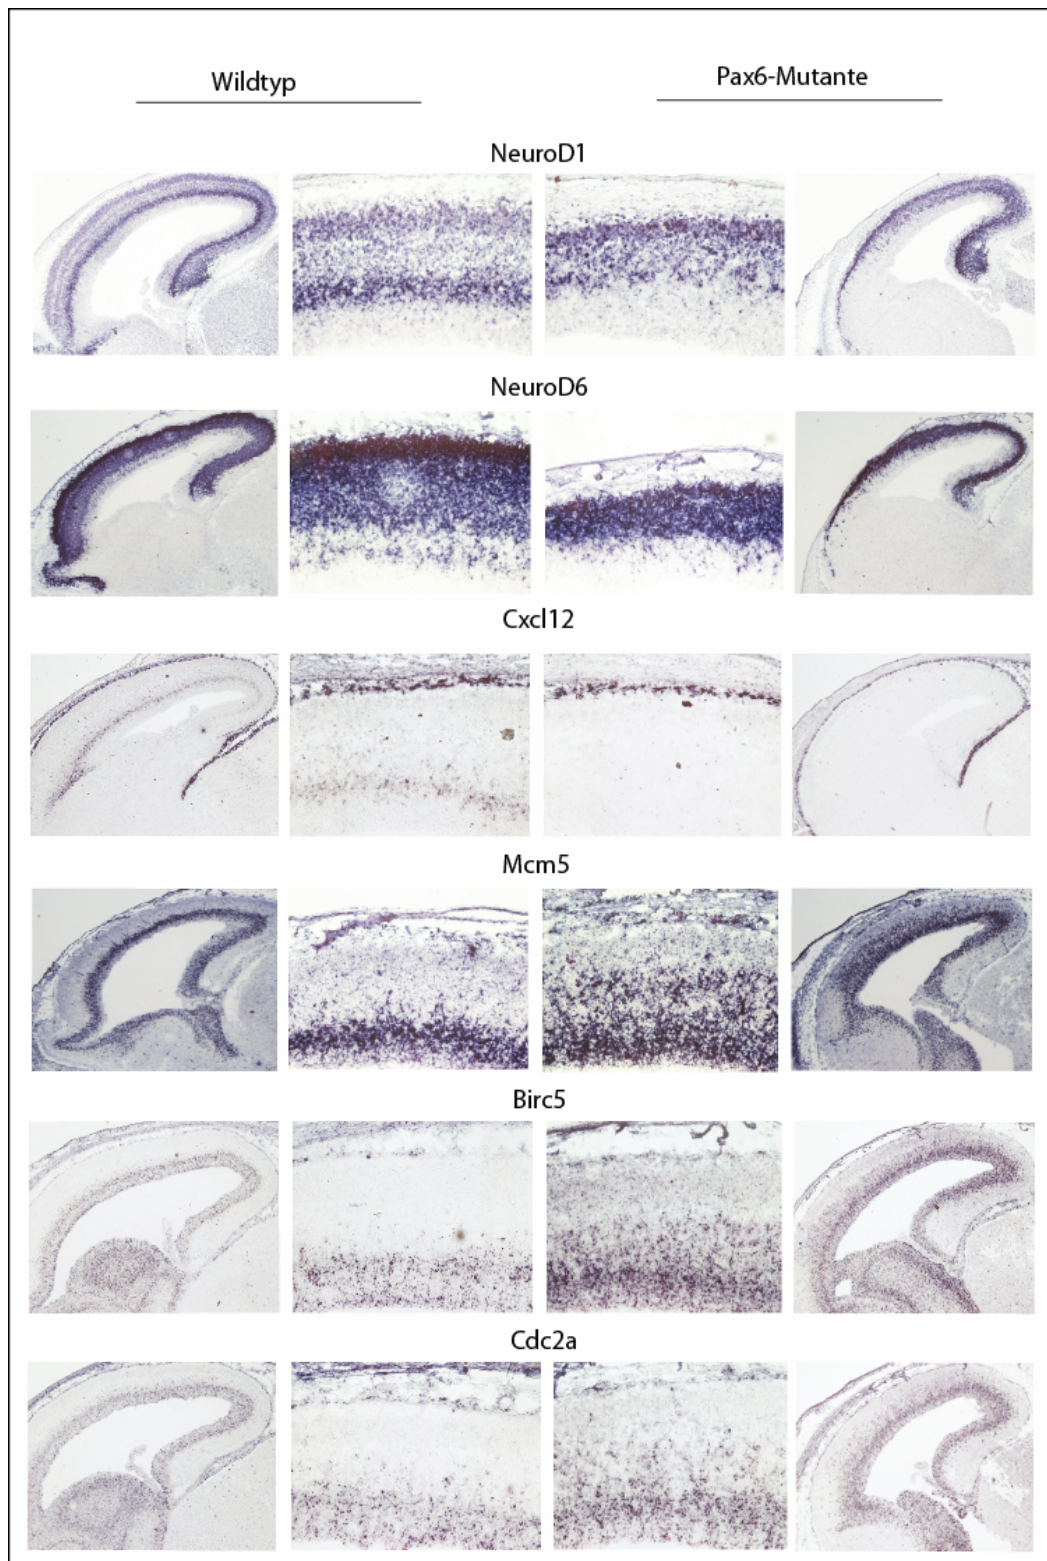 Wildtyp
Pax6-Mutante
NeuroD1
NeuroD6
Cxcl12
Mcm5
Birc5
Cdc2a